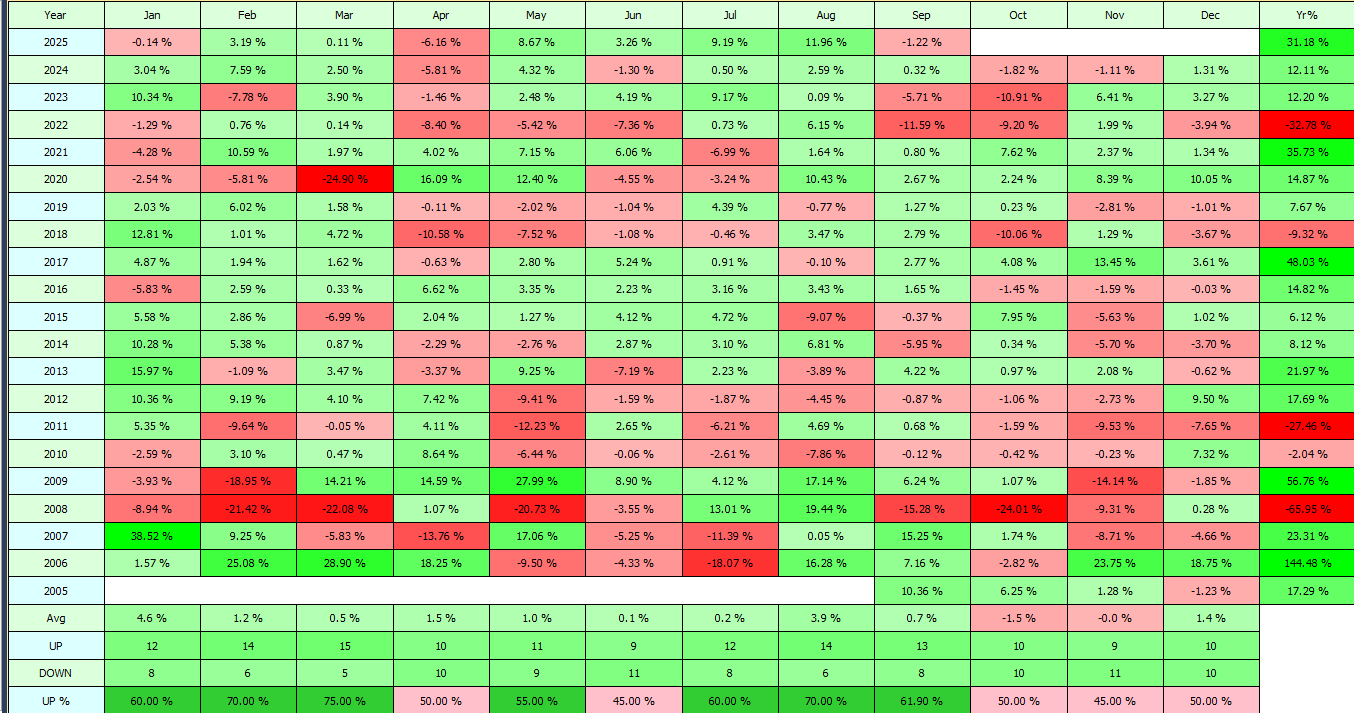 Year Jan Feb Mar Apr May Jun Jul Aug Sep Oct Nov Dec Yr%
2025 -0.14 % 3.19 % 0.11 % -6.16 % 8.67 % 3.26 % 9.19 % 11.96 % -1.22 % 31.18 %
2024 3.04 % 7.59 % 2.50 % -5.81 % 4.32 % -1.30 % 0.50 % 2.59 % 0.32 % -1.82 % -1.11 % 1.31 % 12.11 %
2023 10.34 % -7.78 % 3.90 % -1.46 % 2.48 % 4.19 % 9.17 % 0.09 % -5.71 % -10.91 % 6.41 % 3.27 % 12.20 %
2022 -1.29 % 0.76 % 0.14 % -8.40 % -5.42 % -7.36 % 0.73 % 6.15 % -11.59 % -9.20 % 1.99 % -3.94 % -32.78 %
2021 -4.28 % 10.59 % 1.97 % 4.02 % 7.15 % 6.06 % -6.99 % 1.64 % 0.80 % 7.62 % 2.37 % 1.34 % 35.73 %
2020 -2.54 % -5.81 % -24.90 % 16.09 % 12.40 % -4.55 % -3.24 % 10.43 % 2.67 % 2.24 % 8.39 % 10.05 % 14.87 %
2019 2.03 % 6.02 % 1.58 % -0.11 % -2.02 % -1.04 % 4.39 % -0.77 % 1.27 % 0.23 % -2.81 % -1.01 % 7.67 %
2018 12.81 % 1.01 % 4.72 % -10.58 % -7.52 % -1.08 % -0.46 % 3.47 % 2.79 % -10.06 % 1.29 % -3.67 % -9.32 %
2017 4.87 % 1.94 % 1.62 % -0.63 % 2.80 % 5.24 % 0.91 % -0.10 % 2.77 % 4.08 % 13.45 % 3.61 % 48.03 %
2016 -5.83 % 2.59 % 0.33 % 6.62 % 3.35 % 2.23 % 3.16 % 3.43 % 1.65 % -1.45 % -1.59 % -0.03 % 14.82 %
2015 5.58 % 2.86 % -6.99 % 2.04 % 1.27 % 4.12 % 4.72 % -9.07 % -0.37 % 7.95 % -5.63 % 1.02 % 6.12 %
2014 10.28 % 5.38 % 0.87 % -2.29 % -2.76 % 2.87 % 3.10 % 6.81 % -5.95 % 0.34 % -5.70 % -3.70 % 8.12 %
2013 15.97 % -1.09 % 3.47 % -3.37 % 9.25 % -7.19 % 2.23 % -3.89 % 4.22 % 0.97 % 2.08 % -0.62 % 21.97 %
2012 10.36 % 9.19 % 4.10 % 7.42 % -9.41 % -1.59 % -1.87 % -4.45 % -0.87 % -1.06 % -2.73 % 9.50 % 17.69 %
2011 5.35 % -9.64 % -0.05 % 4.11 % -12.23 % 2.65 % -6.21 % 4.69 % 0.68 % -1.59 % -9.53 % -7.65 % -27.46 %
2010 -2.59 % 3.10 % 0.47 % 8.64 % -6.44 % -0.06 % -2.61 % -7.86 % -0.12 % -0.42 % -0.23 % 7.32 % -2.04 %
2009 -3.93 % -18.95 % 14.21 % 14.59 % 27.99 % 8.90 % 4.12 % 17.14 % 6.24 % 1.07 % -14.14 % -1.85 % 56.76 %
2008 -8.94 % -21.42 % -22.08 % 1.07 % -20.73 % -3.55 % 13.01 % 19.44 % -15.28 % -24.01 % -9.31 % 0.28 % -65.95 %
2007 38.52 % 9.25 % -5.83 % -13.76 % 17.06 % -5.25 % -11.39 % 0.05 % 15.25 % 1.74 % -8.71 % -4.66 % 23.31 %
2006 1.57 % 25.08 % 28.90 % 18.25 % -9.50 % -4.33 % -18.07 % 16.28 % 7.16 % -2.82 % 23.75 % 18.75 % 144.48 %
2005 10.36 % 6.25 % 1.28 % -1.23 % 17.29 %
Avg 4.6 % 1.2 % 0.5 % 1.5 % 1.0 % 0.1 % 0.2 % 3.9 % 0.7 % -1.5 % -0.0 % 1.4 %
UP 12 14 15 10 11 9 12 14 13 10 9 10
DOWN 8 6 5 10 9 11 8 6 8 10 11 10
UP % 60.00 % 70.00 % 75.00 % 50.00 % 55.00 % 45.00 % 60.00 % 70.00 % 61.90 % 50.00 % 45.00 % 50.00 %